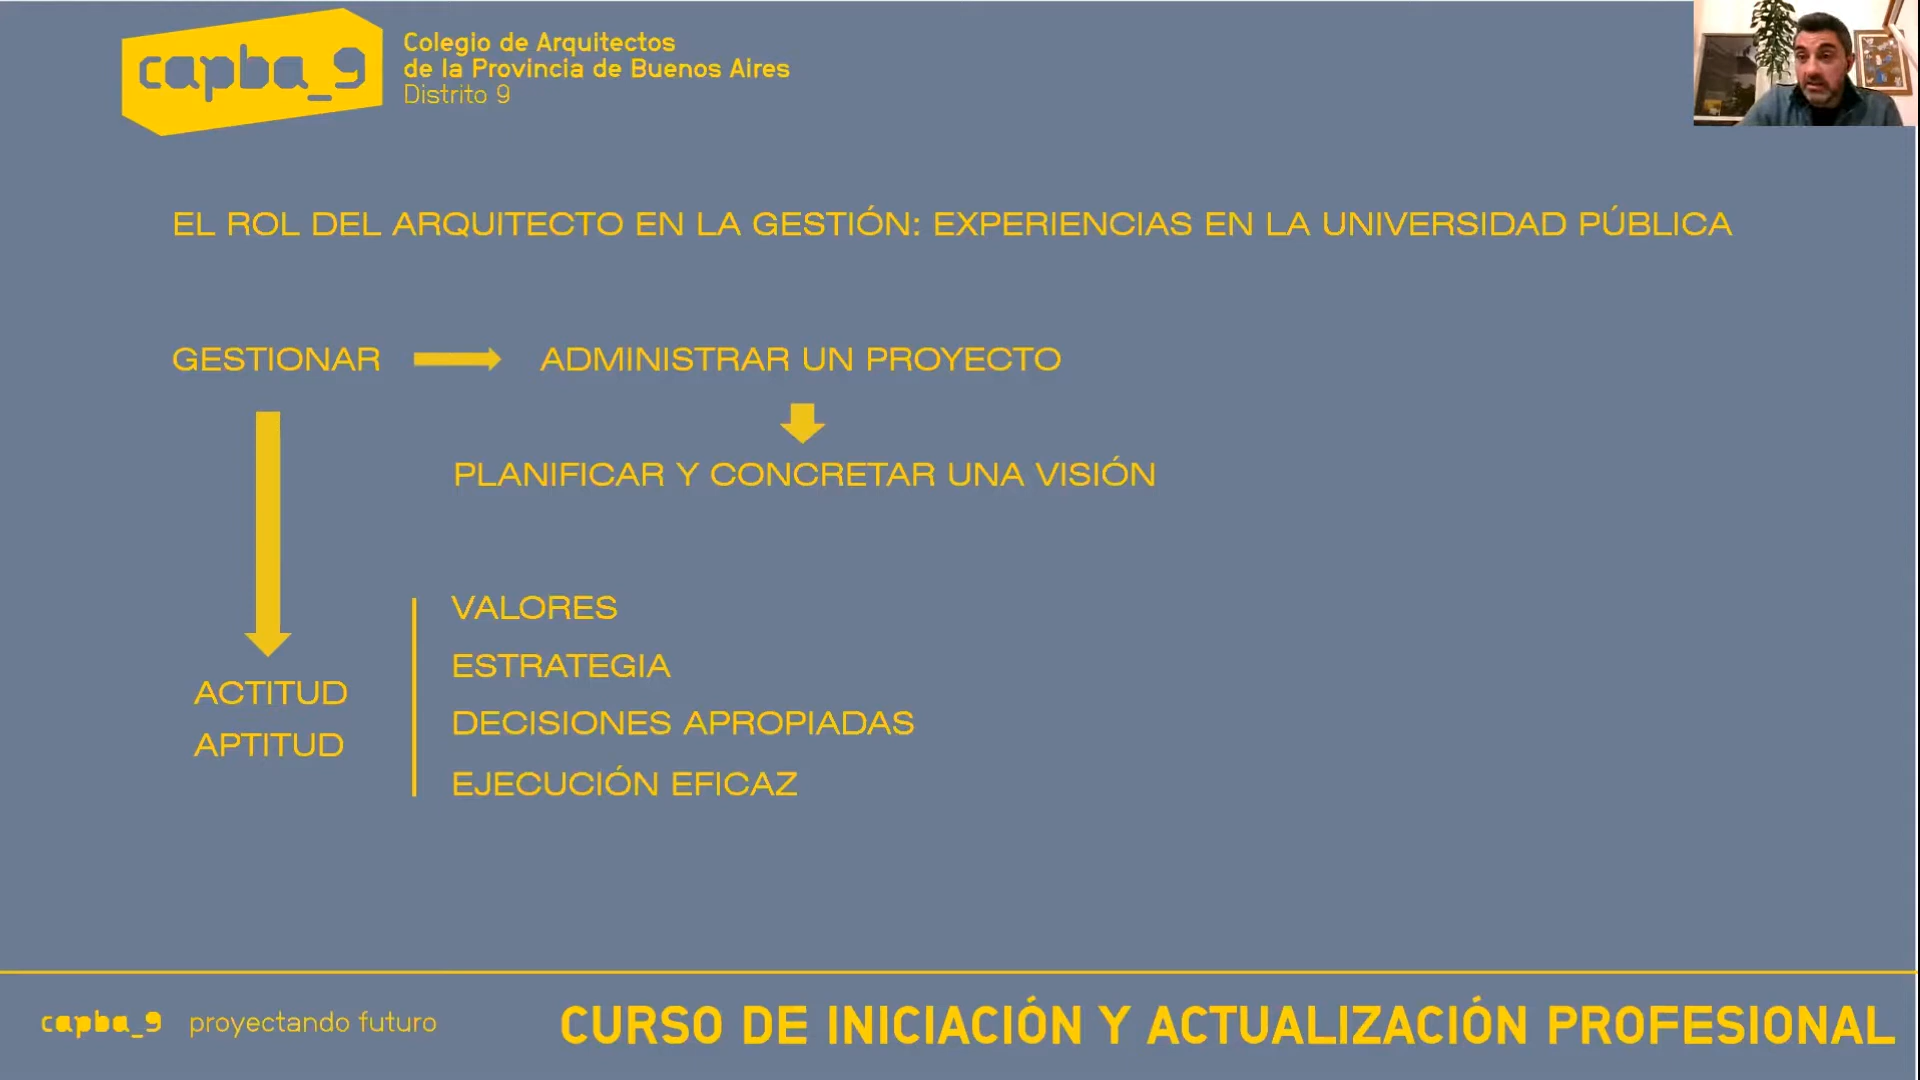 capba_9
Colegio de Arquitectos
de la Provincia de Buenos Aires
Distrito 9
EL ROL DEL ARQUITECTO EN LA GESTIÓN: EXPERIENCIAS EN LA UNIVERSIDAD PÚBLICA
GESTIONAR
ADMINISTRAR UN PROYECTO
PLANIFICAR Y CONCRETAR UNA VISIÓN
ACTITUD
APTITUD
VALORES
ESTRATEGIA
DECISIONES APROPIADAS
EJECUCIÓN EFICAZ
capba_9 proyectando futuro
CURSO DE INICIACIÓN Y ACTUALIZACIÓN PROFESIONAL